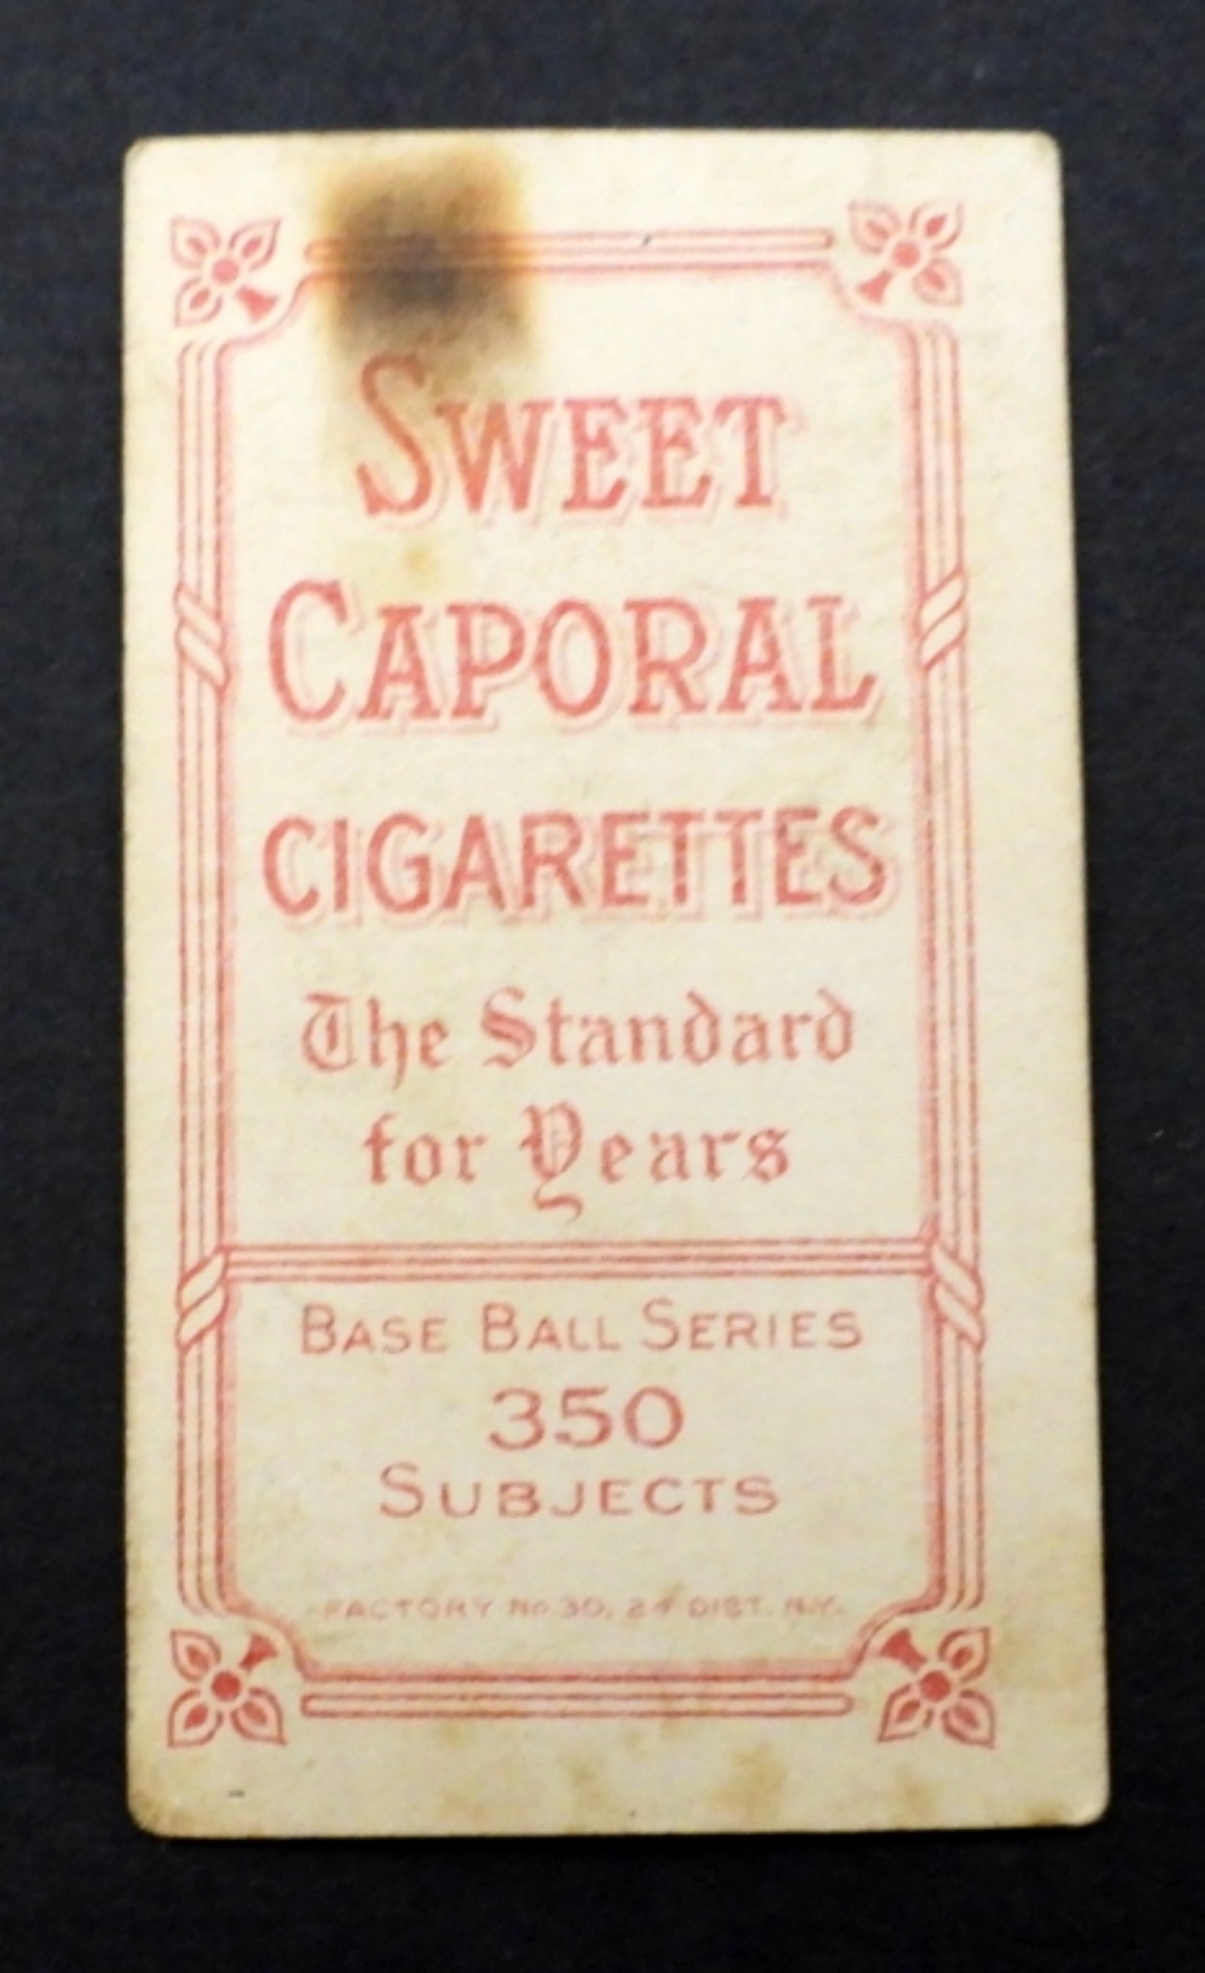 SWEET
CAPORAL
CIGARETTES
The Standard
for Years
BASE BALL SERIES
350
SUBJECTS
FACTORY No 30, 2d DIST. N.Y.